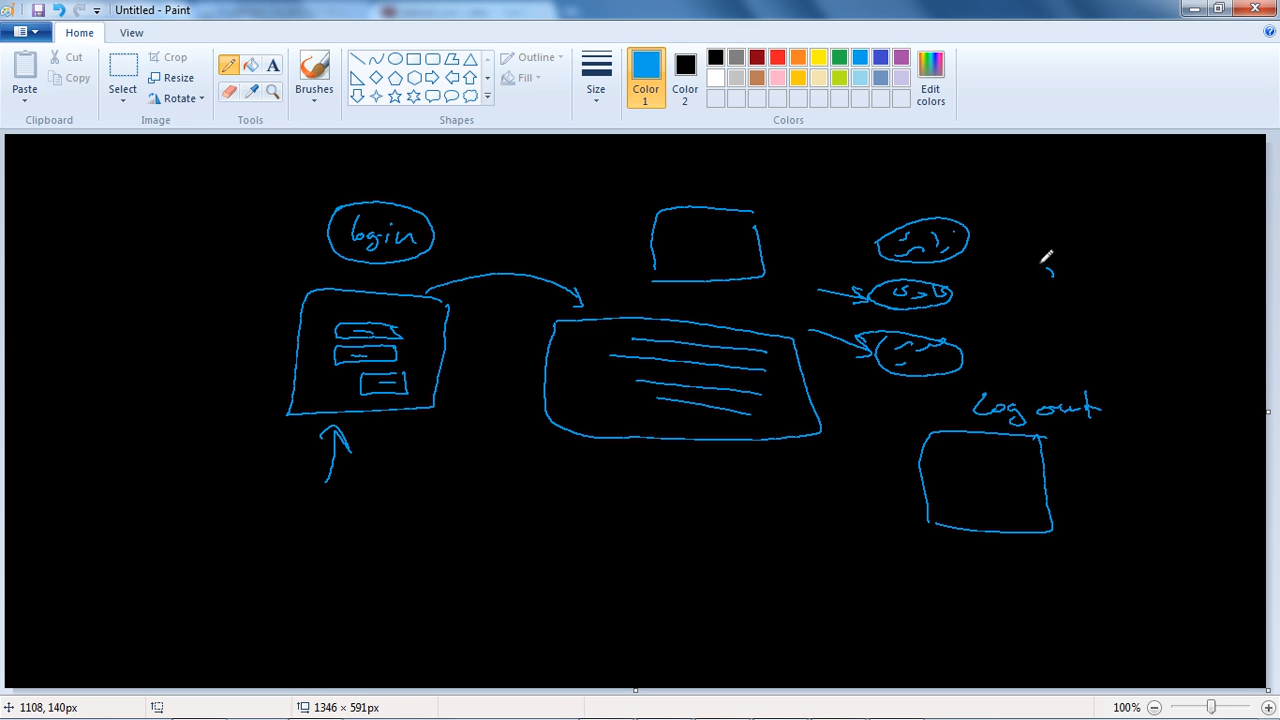 Untitled - Paint
Home
View
Paste
Cut
Copy
Clipboard
Select
Crop
Resize
Rotate
Image
Tools
Brushes
Shapes
Outline
Fill
Size
Color 1
Color 2
Edit colors
Colors
login
Log out
1108, 140px
1346 × 591px
100%